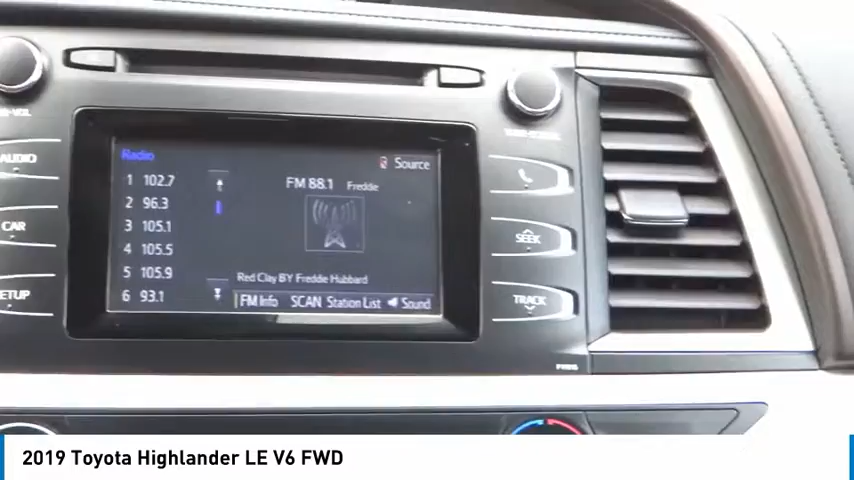 AUDIO
CAR
SETUP
Radio
Source
1 102.7
2 96.3
3 105.1
4 105.5
5 105.9
6 93.1
FM 88.1 Freddie
Red Clay BY Freddie Hubbard
FM Info SCAN Station List Sound
SEEK
TRACK
2019 Toyota Highlander LE V6 FWD